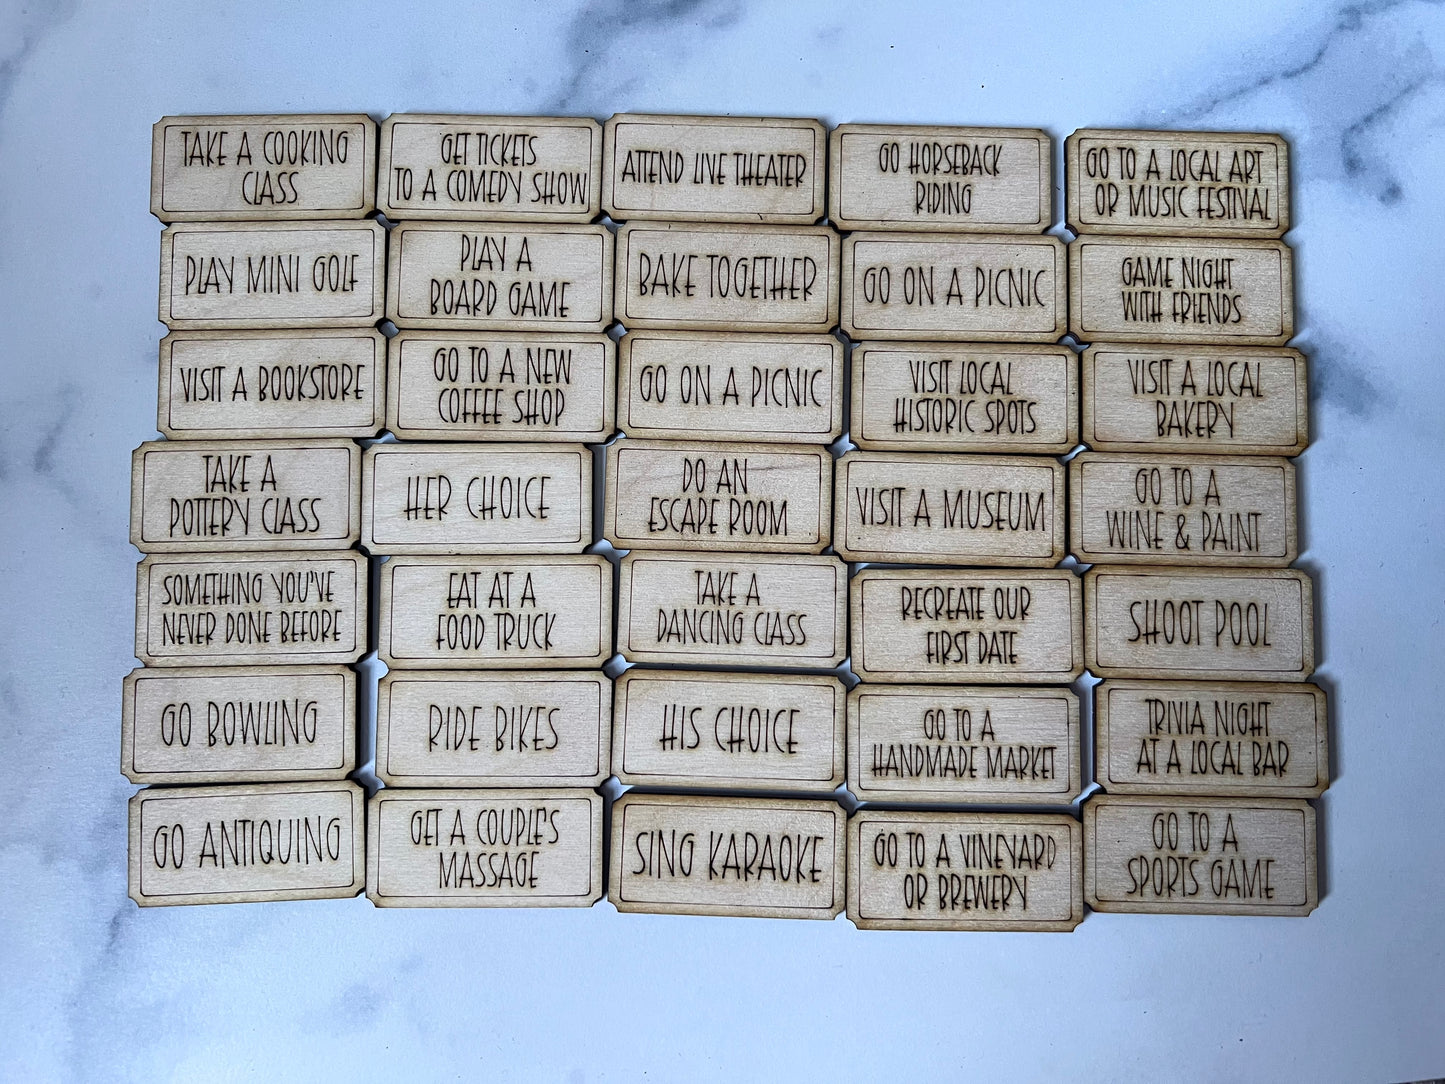 TAKE A COOKING
CLASS
GET TICKETS
TO A COMEDY SHOW
ATTEND LIVE THEATER
GO HORSEBACK
RIDING
GO TO A LOCAL ART
OR MUSIC FESTIVAL
PLAY MINI GOLF
PLAY A
BOARD GAME
BAKE TOGETHER
GO ON A PICNIC
GAME NIGHT
WITH FRIENDS
VISIT A BOOKSTORE
GO TO A NEW
COFFEE SHOP
GO ON A PICNIC
VISIT LOCAL
HISTORIC SPOTS
VISIT A LOCAL
BAKERY
TAKE A
POTTERY CLASS
HER CHOICE
DO AN
ESCAPE ROOM
VISIT A MUSEUM
GO TO A
WINE & PAINT
SOMETHING YOU'VE
NEVER DONE BEFORE
EAT AT A
FOOD TRUCK
TAKE A
DANCING CLASS
RECREATE OUR
FIRST DATE
SHOOT POOL
GO BOWLING
RIDE BIKES
HIS CHOICE
GO TO A
HANDMADE MARKET
TRIVIA NIGHT
AT A LOCAL BAR
GO ANTIQUING
GET A COUPLE'S
MASSAGE
SING KARAOKE
GO TO A VINEYARD
OR BREWERY
GO TO A
SPORTS GAME